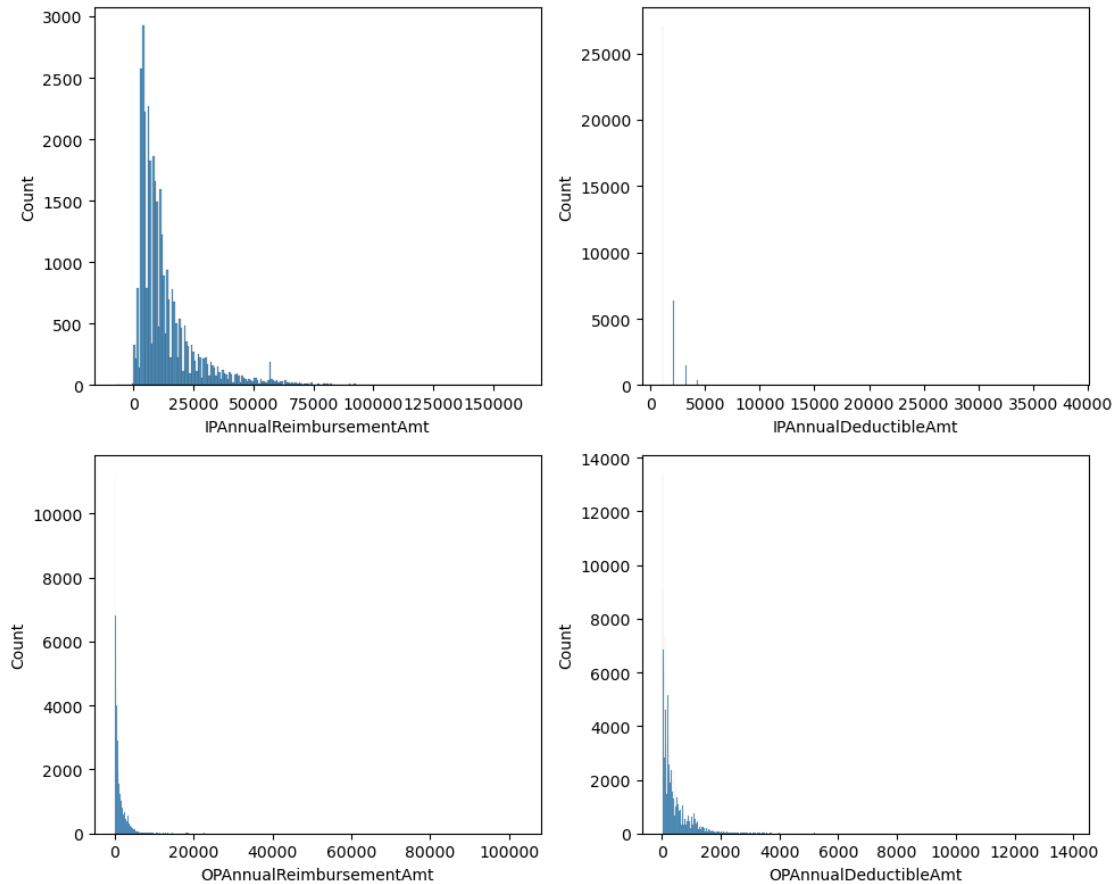 3000
2500
2000
1500
1000
500
0
Count
0 25000 50000 75000 100000 125000 150000
IPAnnualReimbursementAmt
25000
20000
15000
10000
5000
0
Count
0 5000 10000 15000 20000 25000 30000 35000 40000
IPAnnualDeductibleAmt
10000
8000
6000
4000
2000
0
Count
0 20000 40000 60000 80000 100000
OPAnnualReimbursementAmt
14000
12000
10000
8000
6000
4000
2000
0
Count
0 2000 4000 6000 8000 10000 12000 14000
OPAnnualDeductibleAmt